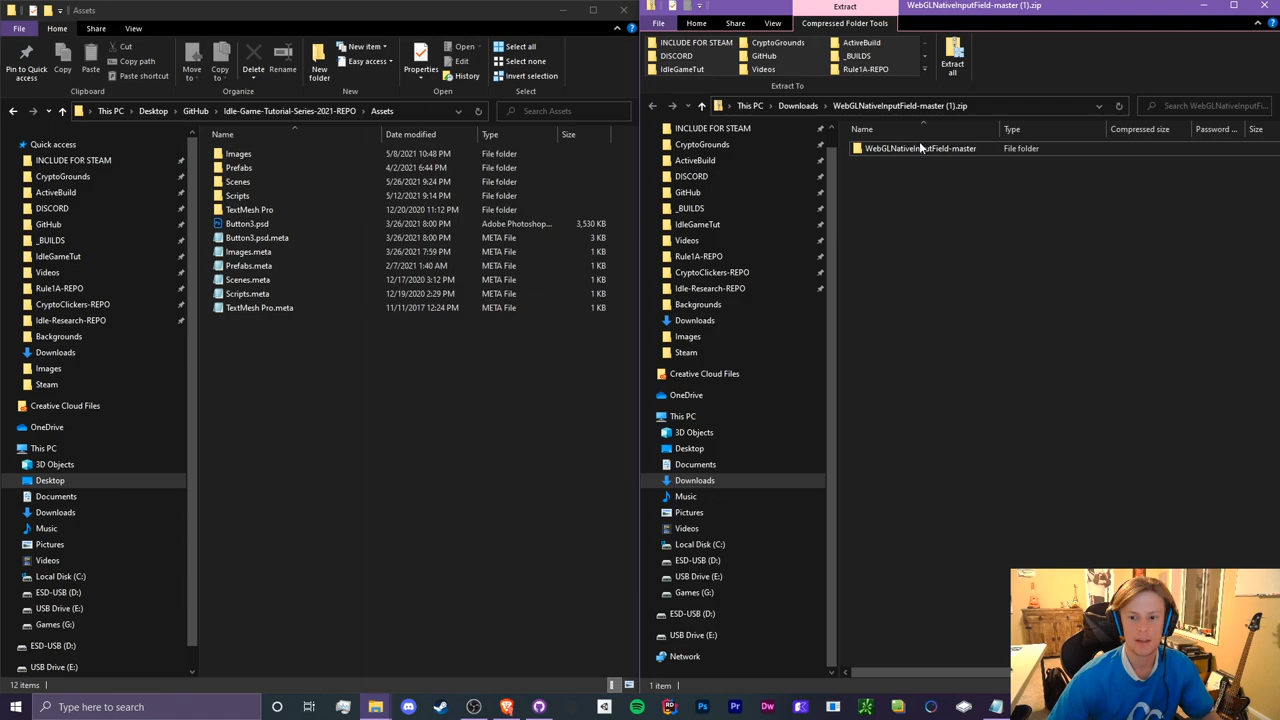 Assets
File Home Share View
Pin to Quick access
Copy
Paste
Cut
Copy path
Paste shortcut
Clipboard
Move to
Copy to
Delete
Rename
Organize
New folder
New item
Easy access
New
Properties
Open
Edit
History
Open
Select all
Select none
Invert selection
Select
This PC > Desktop > GitHub > Idle-Game-Tutorial-Series-2021-REPO > Assets
Search Assets
Quick access
INCLUDE FOR STEAM
CryptoGrounds
ActiveBuild
DISCORD
GitHub
_BUILDS
IdleGameTut
Videos
Rule1A-REPO
CryptoClickers-REPO
Idle-Research-REPO
Backgrounds
Downloads
Images
Steam
Creative Cloud Files
OneDrive
This PC
3D Objects
Desktop
Documents
Downloads
Music
Pictures
Videos
Local Disk (C:)
ESD-USB (D:)
USB Drive (E:)
Games (G:)
ESD-USB (D:)
USB Drive (E:)
Name Date modified Type Size
Images 5/8/2021 10:48 PM File folder
Prefabs 4/2/2021 6:44 PM File folder
Scenes 5/26/2021 9:24 PM File folder
Scripts 5/12/2021 9:14 PM File folder
TextMesh Pro 12/20/2020 11:12 PM File folder
Button3.psd 3/26/2021 8:00 PM Adobe Photoshop... 3,530 KB
Button3.psd.meta 3/26/2021 8:00 PM META File 3 KB
Images.meta 3/26/2021 7:59 PM META File 1 KB
Prefabs.meta 2/7/2021 1:40 AM META File 1 KB
Scenes.meta 12/17/2020 3:12 PM META File 1 KB
Scripts.meta 12/19/2020 2:29 PM META File 1 KB
TextMesh Pro.meta 11/11/2017 12:24 PM META File 1 KB
12 items
Extract
WebGLNativeInputField-master (1).zip
File Home Share View Compressed Folder Tools
INCLUDE FOR STEAM CryptoGrounds ActiveBuild
DISCORD GitHub _BUILDS
IdleGameTut Videos Rule1A-REPO
Extract To
Extract all
This PC > Downloads > WebGLNativeInputField-master (1).zip
Search WebGLNativeInputFi...
INCLUDE FOR STEAM
CryptoGrounds
ActiveBuild
DISCORD
GitHub
_BUILDS
IdleGameTut
Videos
Rule1A-REPO
CryptoClickers-REPO
Idle-Research-REPO
Backgrounds
Downloads
Images
Steam
Creative Cloud Files
OneDrive
This PC
3D Objects
Desktop
Documents
Downloads
Music
Pictures
Videos
Local Disk (C:)
ESD-USB (D:)
USB Drive (E:)
Games (G:)
ESD-USB (D:)
USB Drive (E:)
Network
Name Type Compressed size Password ... Size
WebGLNativeInputField-master File folder
1 item
Type here to search